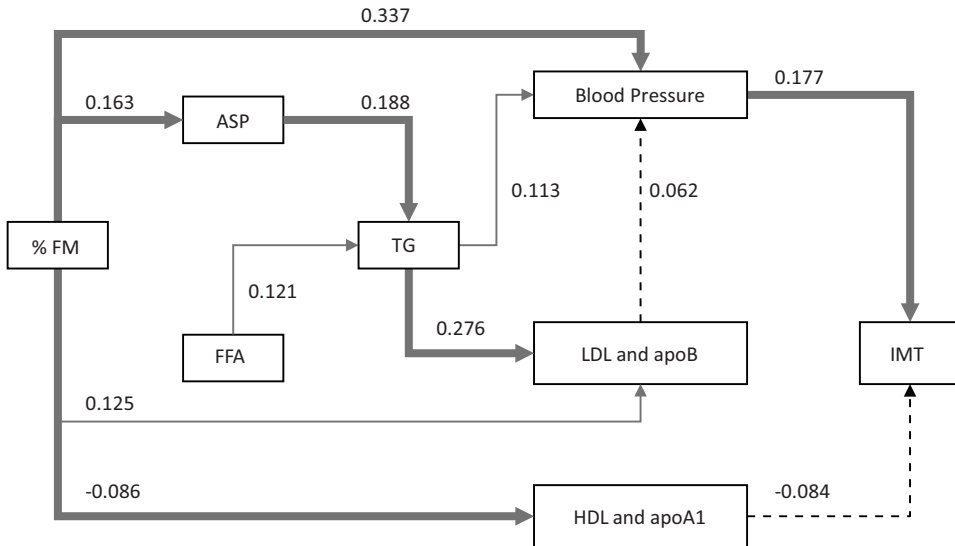 0.337
0.163
ASP
0.188
Blood Pressure
0.177
0.113
0.062
% FM
TG
0.121
0.276
FFA
LDL and apoB
IMT
0.125
-0.086
HDL and apoA1
-0.084